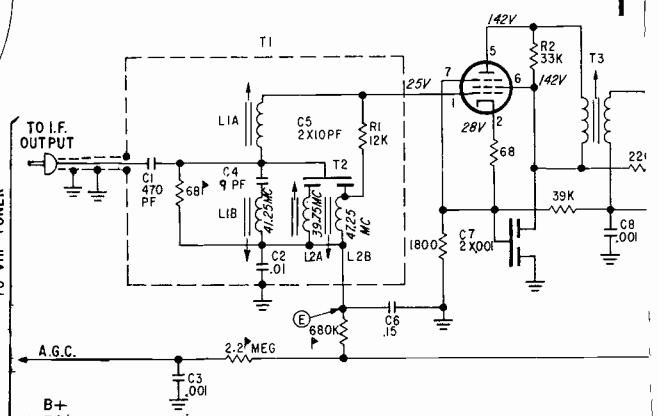 142V
T1
R2
33K
T3
7
5
25V
6
142V
1
2
28V
L1A
C5
2X10PF
R1
12K
TO I.F.
OUTPUT
C1
470
PF
68
C4
9 PF
T2
68
L1B
41.25MC
39.75MC
47.25
MC
22
39K
C2
.01
L2A
L2B
1800
C7
2X.001
C8
.001
E
680K
C6
.15
A.G.C.
2.2 MEG
C3
.001
B+